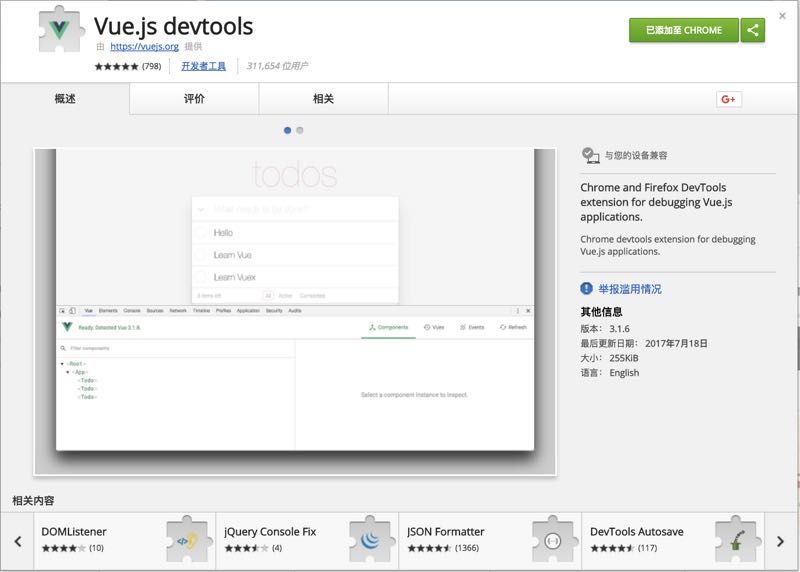 Vue.js devtools
由 https://vuejs.org 提供
(798) 开发者工具 311,654 位用户
已添加至 CHROME
概述 评价 相关
G+
todos
What needs to be done?
Hello
Learn Vue
Learn Vuex
3 items left All Active Completed
Vue Elements Console Sources Network Timeline Profiles Application Security Audits
Ready. Detected Vue 2.1.8.
Components Vuex Events Refresh
Filter components
<Root>
<App>
<Todo>
<Todo>
<Todo>
Select a component instance to inspect.
与您的设备兼容
Chrome and Firefox DevTools
extension for debugging Vue.js
applications.
Chrome devtools extension for debugging
Vue.js applications.
举报滥用情况
其他信息
版本： 3.1.6
最后更新日期： 2017年7月18日
大小： 255KiB
语言： English
相关内容
DOMListener
(10)
jQuery Console Fix
(4)
JSON Formatter
(1366)
DevTools Autosave
(117)